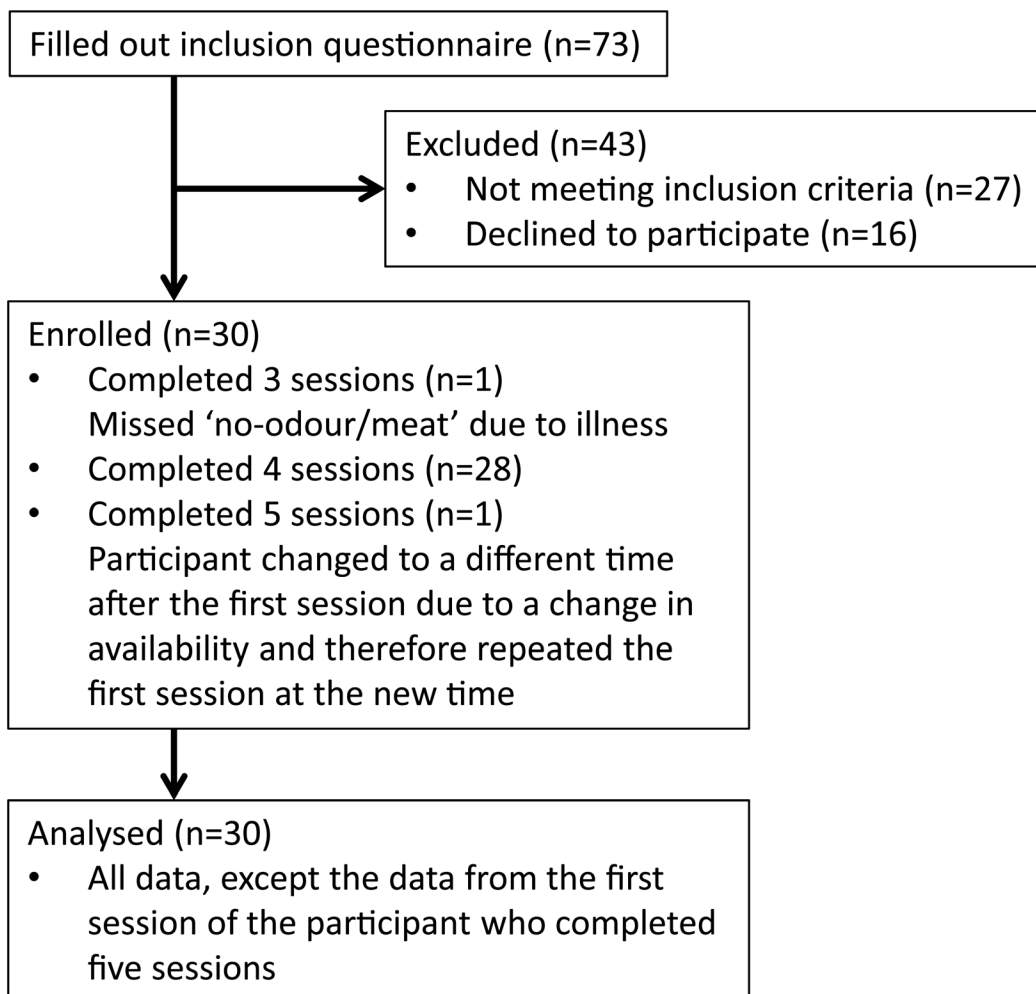 Filled out inclusion questionnaire (n=73)
Excluded (n=43)
• Not meeting inclusion criteria (n=27)
• Declined to participate (n=16)
Enrolled (n=30)
• Completed 3 sessions (n=1)
Missed ‘no-odour/meat’ due to illness
• Completed 4 sessions (n=28)
• Completed 5 sessions (n=1)
Participant changed to a different time
after the first session due to a change in
availability and therefore repeated the
first session at the new time
Analysed (n=30)
• All data, except the data from the first
session of the participant who completed
five sessions